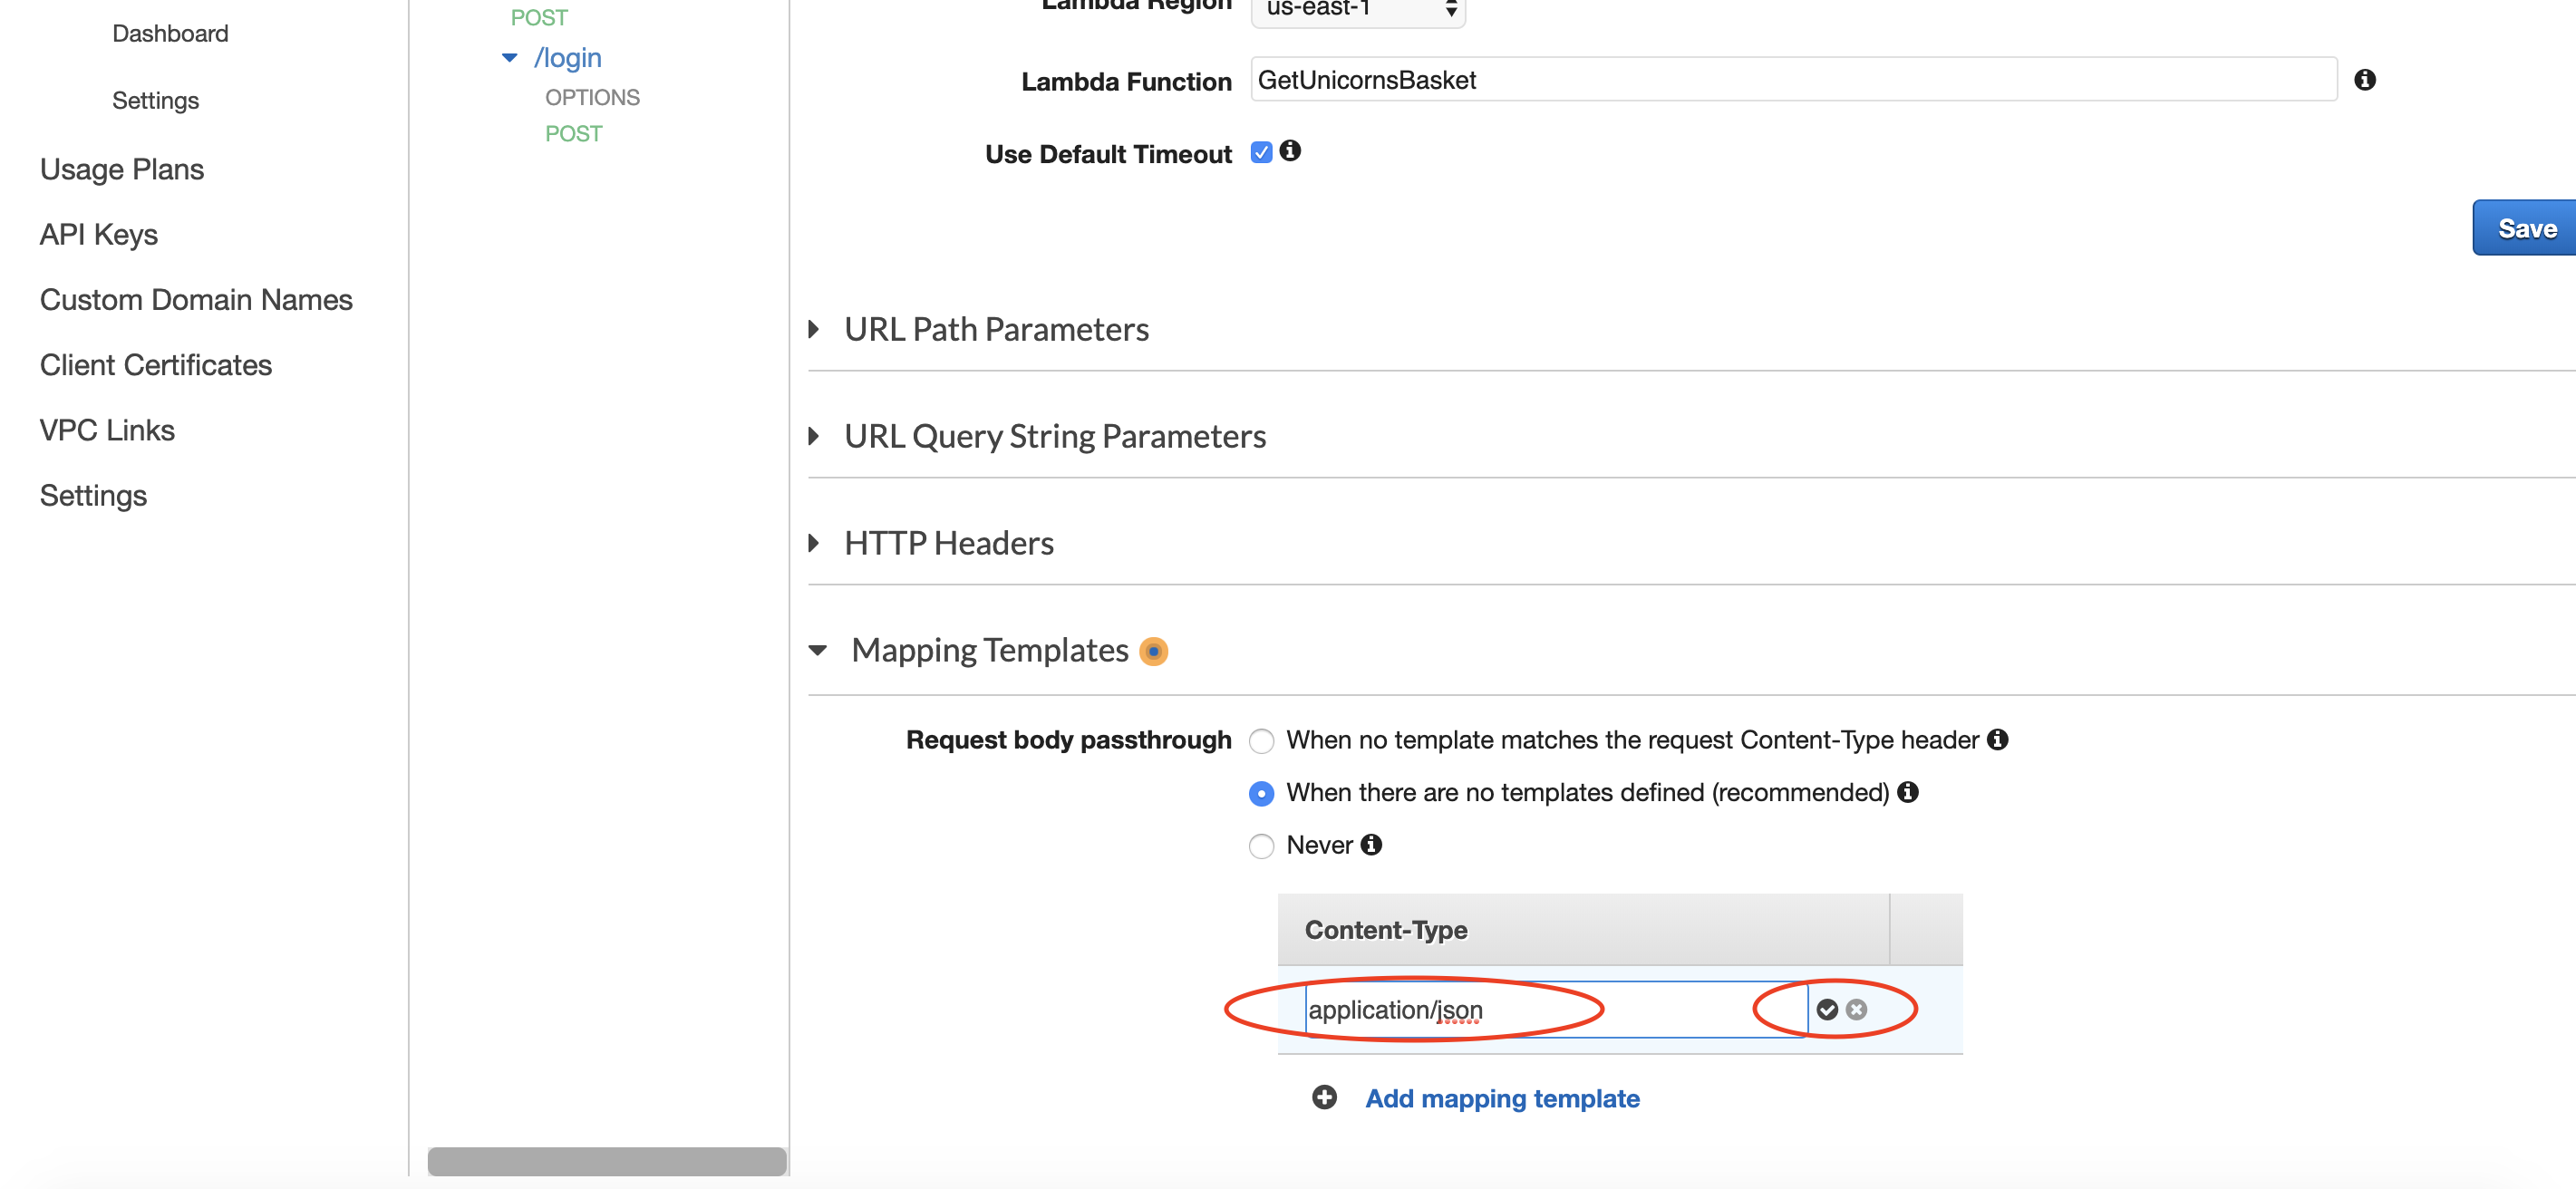 Dashboard
Settings
Usage Plans
API Keys
Custom Domain Names
Client Certificates
VPC Links
Settings
POST
/login
OPTIONS
POST
Lambda Region us-east-1
Lambda Function GetUnicornsBasket
Use Default Timeout
Save
URL Path Parameters
URL Query String Parameters
HTTP Headers
Mapping Templates
Request body passthrough When no template matches the request Content-Type header
When there are no templates defined (recommended)
Never
Content-Type
application/json
Add mapping template